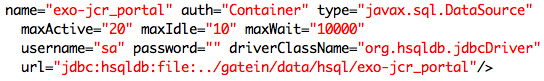 name="exo-jcr_portal" auth="Container" type="javax.sql.DataSource"
maxActive="20" maxIdle="10" maxWait="10000"
username="sa" password="" driverClassName="org.hsqldb.jdbcDriver"
url="jdbc:hsqldb:file:../gatein/data/hsql/exo-jcr_portal"/>